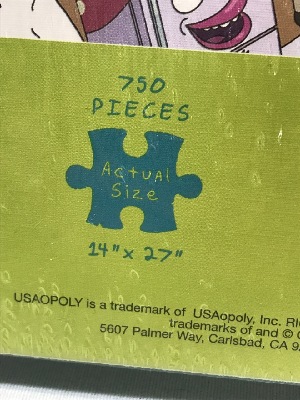 750
PIECES
Actual
Size
14" x 27"
USAOPOLY is a trademark of USAopoly, Inc.
trademarks of and ©
5607 Palmer Way, Carlsbad, CA